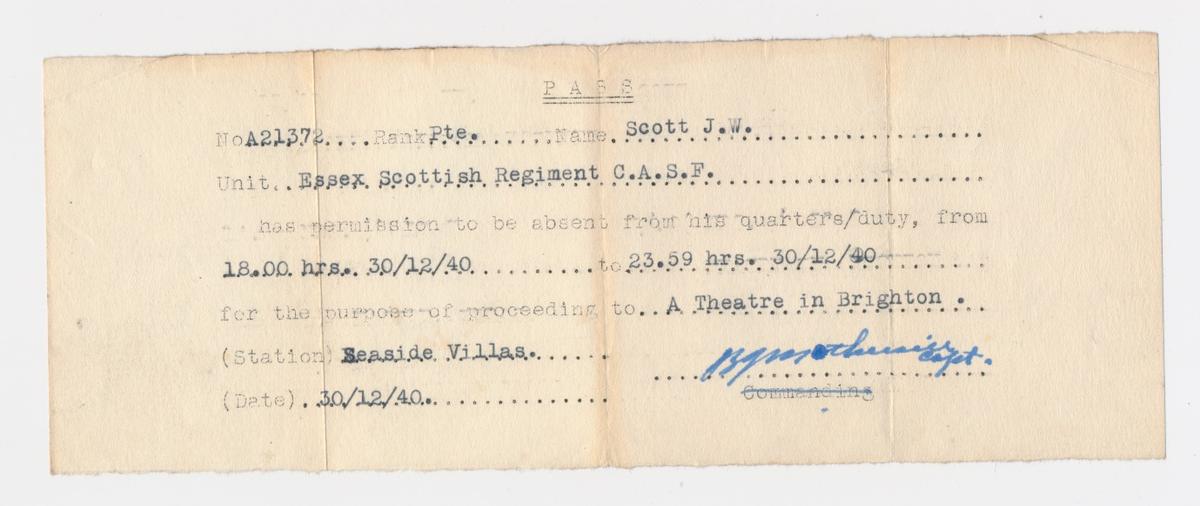 PASS
No A21372.... Rank Pte. ........ Name. Scott J.W. ........................
Unit.. Essex Scottish Regiment C.A.S.F. ........................
has permission to be absent from his quarters/duty, from
18.00 hrs. 30/12/40 ............ to 23.59 hrs. 30/12/40 ............
for the purpose of proceeding to.. A Theatre in Brighton . ..
(Station) Seaside Villas. ......
Capt.
(Date). 30/12/40. ................
Commanding